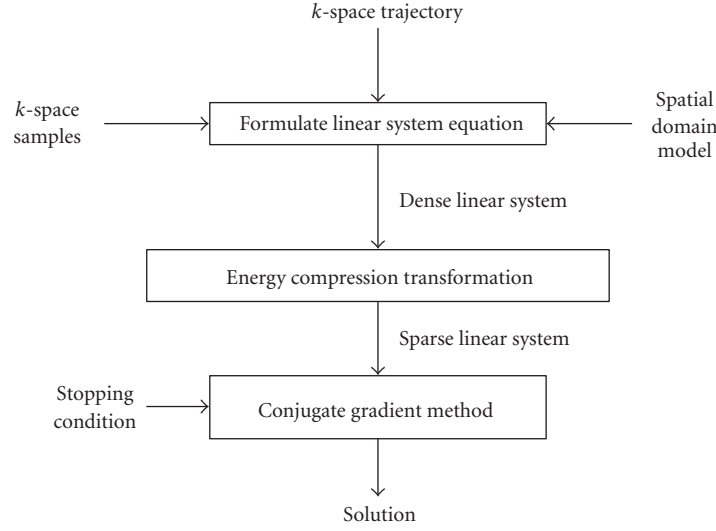 k-space trajectory
k-space
samples
Formulate linear system equation
Spatial
domain
model
Dense linear system
Energy compression transformation
Sparse linear system
Stopping
condition
Conjugate gradient method
Solution